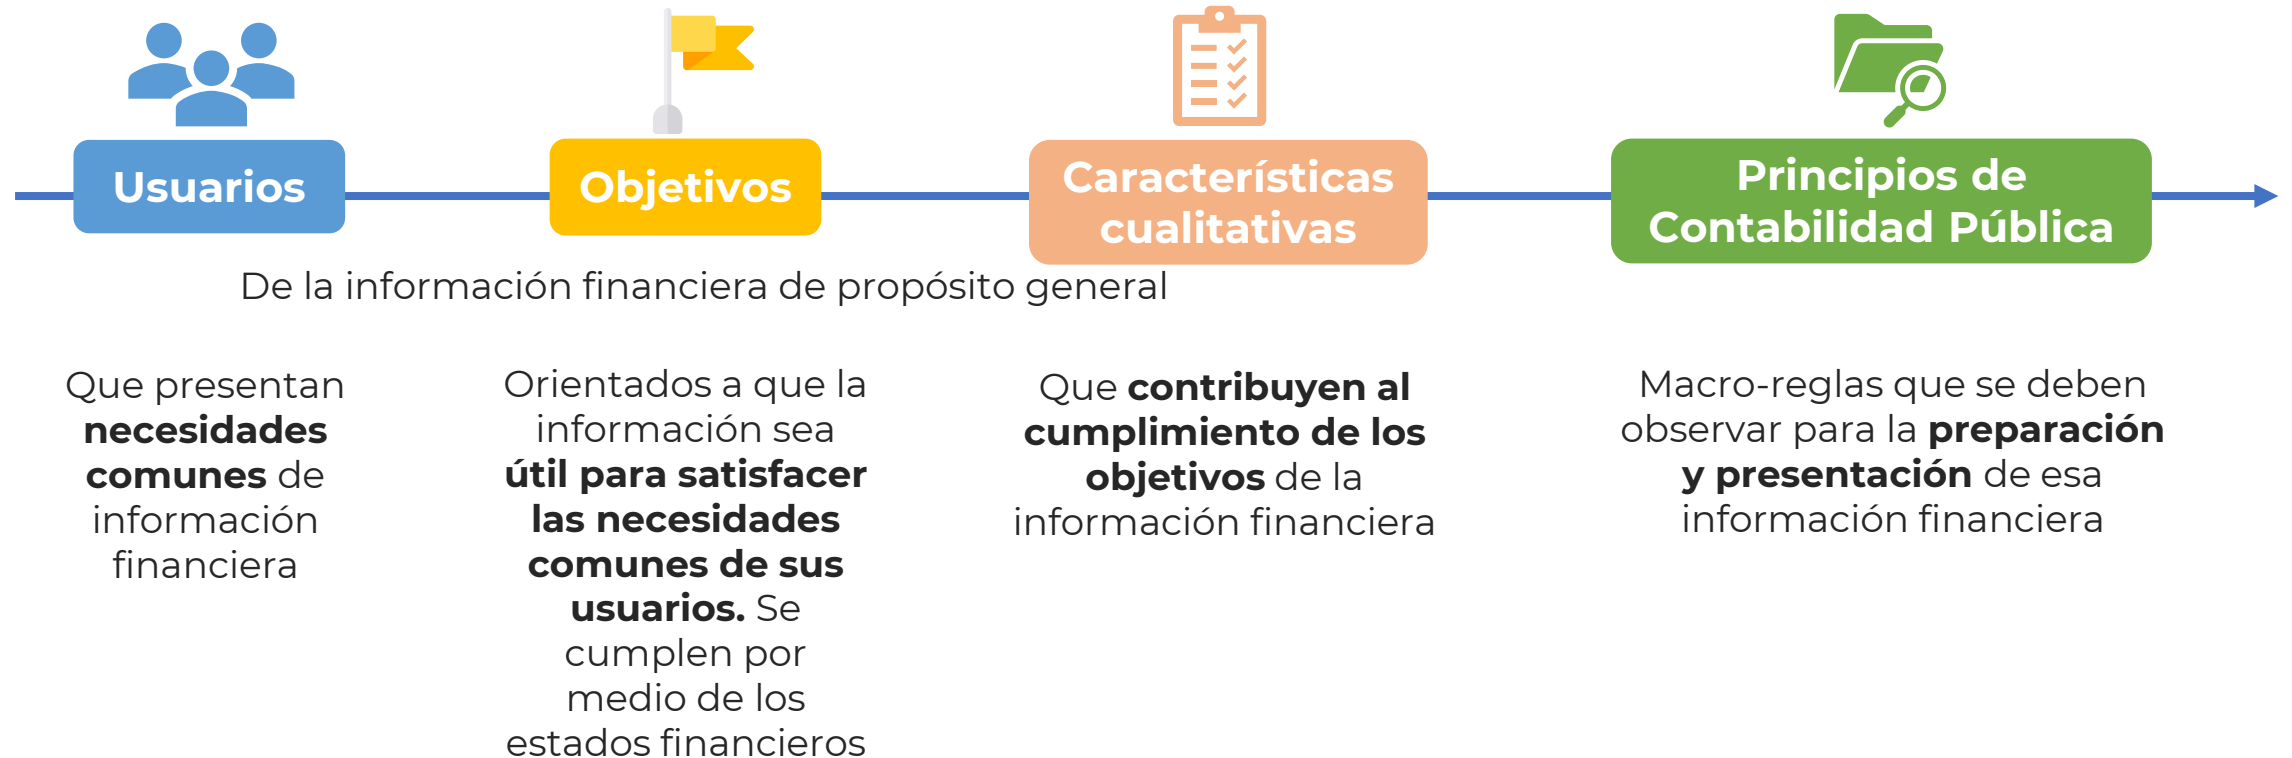 Usuarios
Objetivos
Características
cualitativas
Principios de
Contabilidad Pública
De la información financiera de propósito general
Que presentan
necesidades
comunes de
información
financiera
Orientados a que la
información sea
útil para satisfacer
las necesidades
comunes de sus
usuarios. Se
cumplen por
medio de los
estados financieros
Que contribuyen al
cumplimiento de los
objetivos de la
información financiera
Macro-reglas que se deben
observar para la preparación
y presentación de esa
información financiera